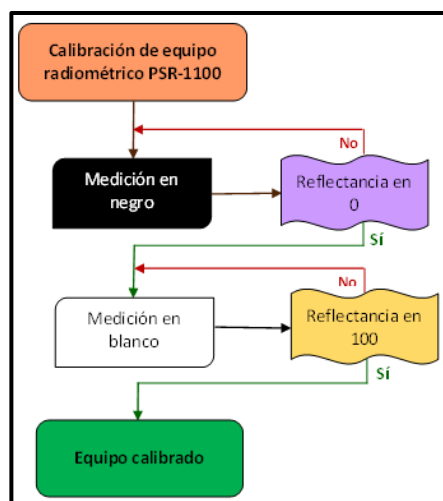 Calibración de equipo
radiométrico PSR-1100
No
Medición en
negro
Reflectancia en
0
Sí
No
Medición en
blanco
Reflectancia en
100
Sí
Equipo calibrado